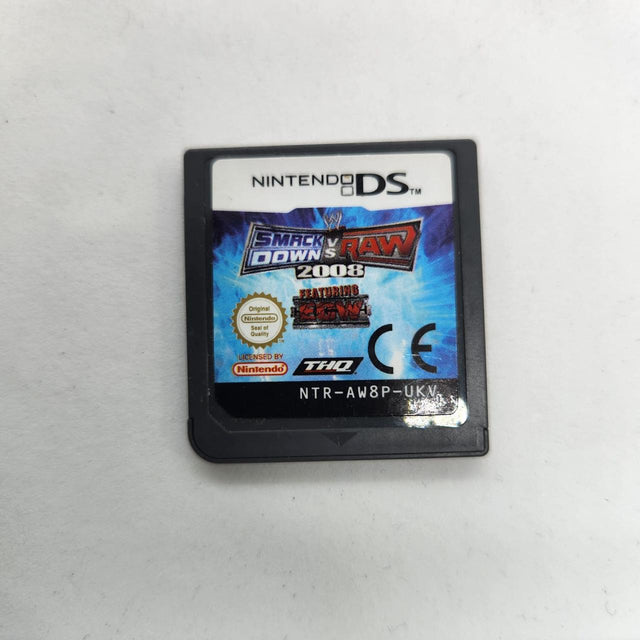 NINTENDO DS TM
W
SMACK DOWN VS RAW
2008
FEATURING
ECW
Original
Nintendo
Seal of
Quality
LICENSED BY
Nintendo
THQ
CE
NTR-AW8P-UKV